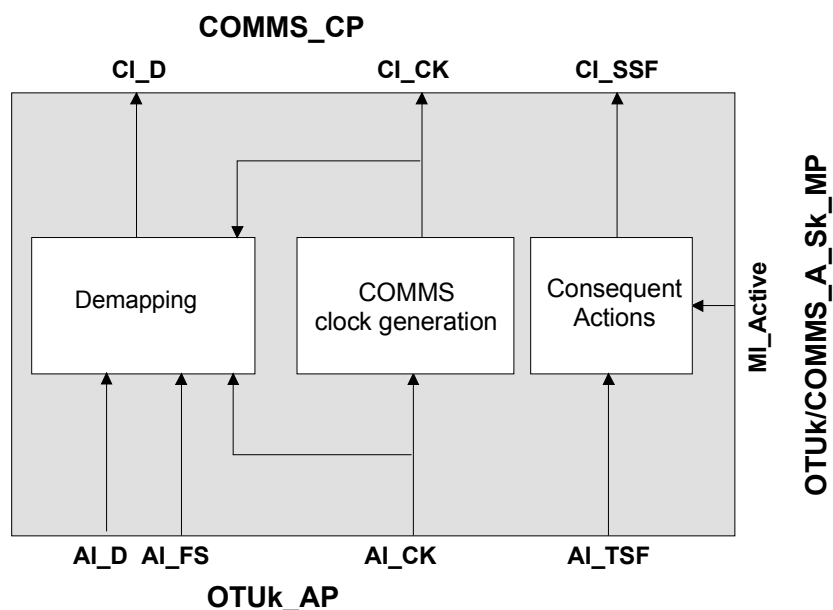 COMMS_CP
CI_D
CI_CK
CI_SSF
Demapping
COMMS
clock generation
Consequent
Actions
MI_Active
OTUk/COMMS_A_Sk_MP
AI_D
AI_FS
AI_CK
AI_TSF
OTUk_AP